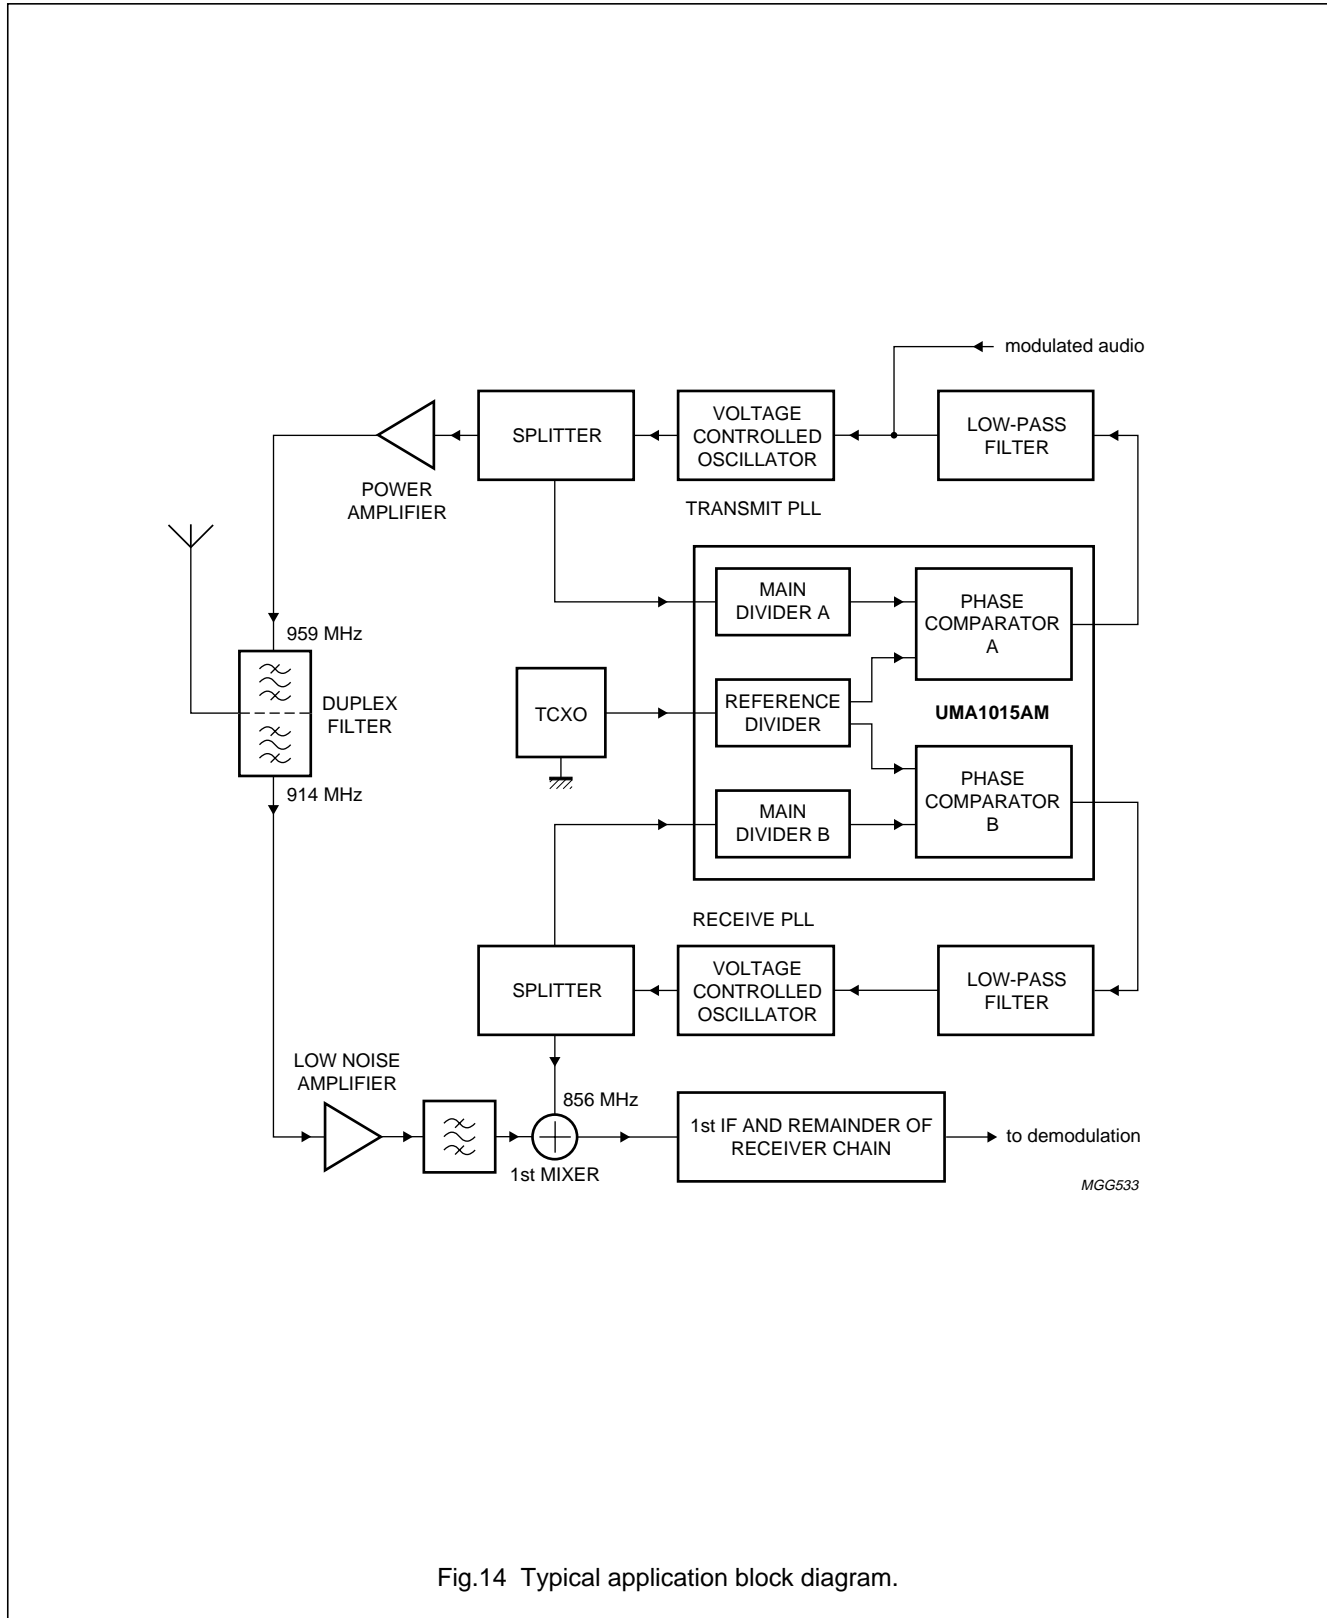 modulated audio
VOLTAGE
CONTROLLED
OSCILLATOR
SPLITTER
LOW-PASS
FILTER
POWER
AMPLIFIER
TRANSMIT PLL
MAIN
DIVIDER A
PHASE
COMPARATOR
A
959 MHz
DUPLEX
FILTER
TCXO
REFERENCE
DIVIDER
UMA1015AM
914 MHz
MAIN
DIVIDER B
PHASE
COMPARATOR
B
RECEIVE PLL
SPLITTER
VOLTAGE
CONTROLLED
OSCILLATOR
LOW-PASS
FILTER
LOW NOISE
AMPLIFIER
856 MHz
1st MIXER
1st IF AND REMAINDER OF
RECEIVER CHAIN
to demodulation
MGG533
Fig.14 Typical application block diagram.